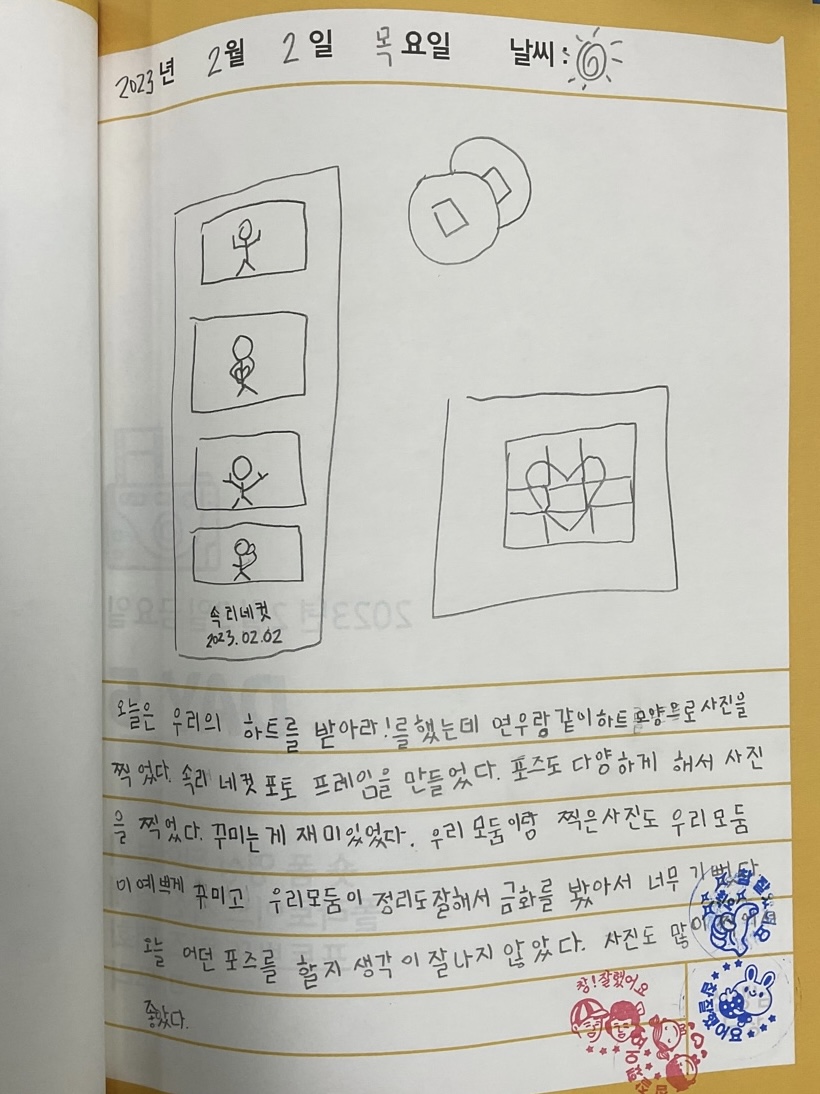 2023년 2월 2일 목요일 날씨:
속리네컷
2023.02.02
오늘은 우리의 하트를 받아라!를했는데 연우랑같이하트모양으로사진을
찍었다. 속리 네컷 포토 프레임을 만들었다. 포즈도 다양하게 해서 사진
을 찍었다. 꾸미는게 재미있었다. 우리 모둠이랑 찍은사진도 우리모둠
이예쁘게 꾸미고 우리모둠이 정리도잘해서 금화를 봤아서 너무 기뻤다
오늘 어떤 포즈를 할지 생각이잘나지 않았다. 사진도 많이
좋았다.
참!잘했어요